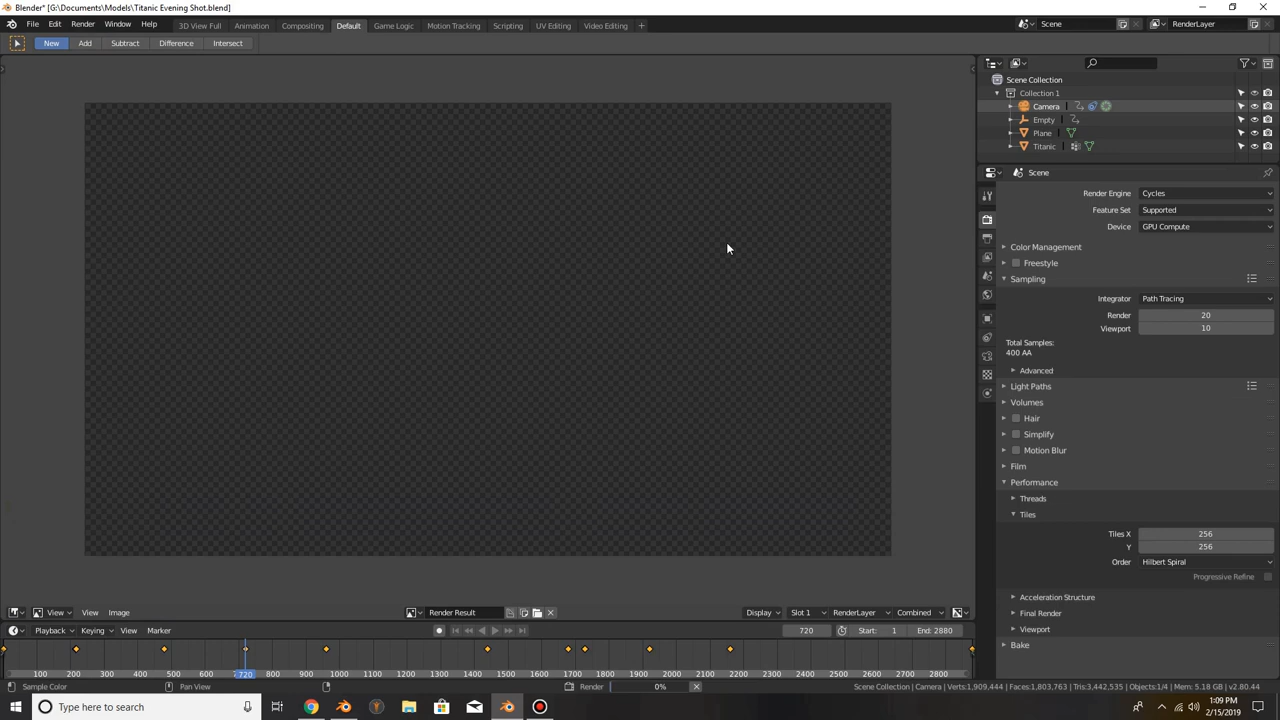 Blender* [G:\Documents\Models\Titanic Evening Shot.blend]
File Edit Render Window Help 3D View Full Animation Compositing Default Game Logic Motion Tracking Scripting UV Editing Video Editing + Scene RenderLayer
New Add Subtract Difference Intersect
Scene Collection
Collection 1
Camera
Empty
Plane
Titanic
Scene
Render Engine Cycles
Feature Set Supported
Device GPU Compute
Color Management
Freestyle
Sampling
Integrator Path Tracing
Render 20
Viewport 10
Total Samples:
400 AA
Advanced
Light Paths
Volumes
Hair
Simplify
Motion Blur
Film
Performance
Threads
Tiles
Tiles X 256
Y 256
Order Hilbert Spiral
Progressive Refine
Acceleration Structure
Final Render
Viewport
Bake
View View Image Render Result Display Slot 1 RenderLayer Combined
Playback Keying View Marker 720 Start: 1 End: 2880
100 200 300 400 500 600 720 800 900 1000 1100 1200 1300 1400 1500 1600 1700 1800 1900 2000 2100 2200 2300 2400 2500 2600 2700 2800
Sample Color Pan View Render 0% Scene Collection | Camera | Verts:1,909,444 | Faces:1,803,763 | Tris:3,442,535 | Objects:1/4 | Mem: 5.18 GB | v2.80.44
Type here to search
1:09 PM
2/15/2019